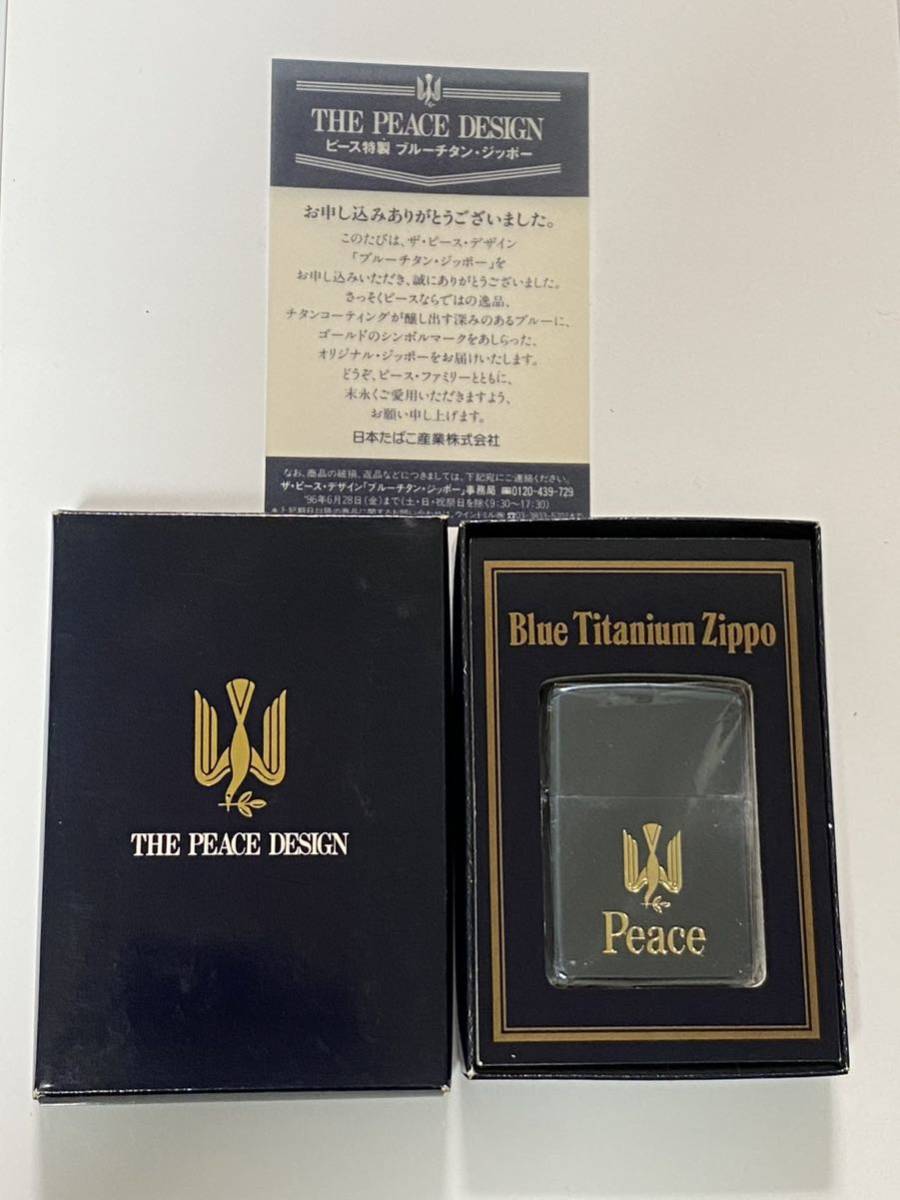 THE PEACE DESIGN
ピース特製 ブルーチタン・ジッポー
お申し込みありがとうございました。
このたびは、ザ・ピース・デザイン
「ブルーチタン・ジッポー」を
お申し込みいただき、誠にありがとうございました。
さっそくピースならではの逸品、
チタンコーティングが醸し出す深みのあるブルーに、
ゴールドのシンボルマークをあしらった、
オリジナル・ジッポーをお届けいたします。
どうぞ、ピース・ファミリーとともに、
末永くご愛用いただきますよう、
お願い申し上げます。
日本たばこ産業株式会社
なお、商品の破損、返品などにつきましては、下記宛にご連絡ください。
ザ・ピース・デザイン「ブルーチタン・ジッポー」事務局 0120-439-729
'96年6月28日(金)まで(土・日・祝祭日を除く9:30〜17:30)
THE PEACE DESIGN
Blue Titanium Zippo
Peace